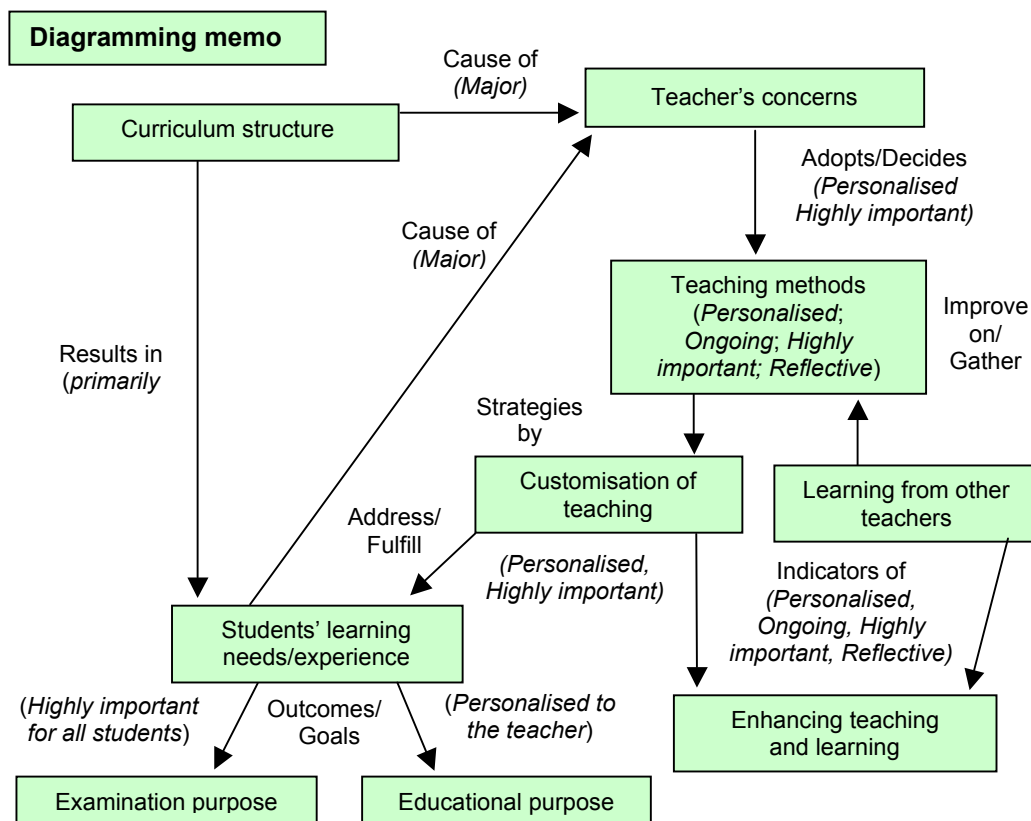 Diagramming memo
Cause of
(Major)
Teacher's concerns
Curriculum structure
Adopts/Decides
(Personalised
Highly important)
Cause of
(Major)
Teaching methods
(Personalised;
Ongoing; Highly
important; Reflective)
Improve
on/
Gather
Results in
(primarily
Strategies
by
Customisation of
teaching
Learning from other
teachers
Address/
Fulfill
(Personalised,
Highly important)
Indicators of
(Personalised,
Ongoing, Highly
important, Reflective)
Students' learning
needs/experience
(Highly important
for all students)
Outcomes/
Goals
(Personalised to
the teacher)
Enhancing teaching
and learning
Examination purpose
Educational purpose